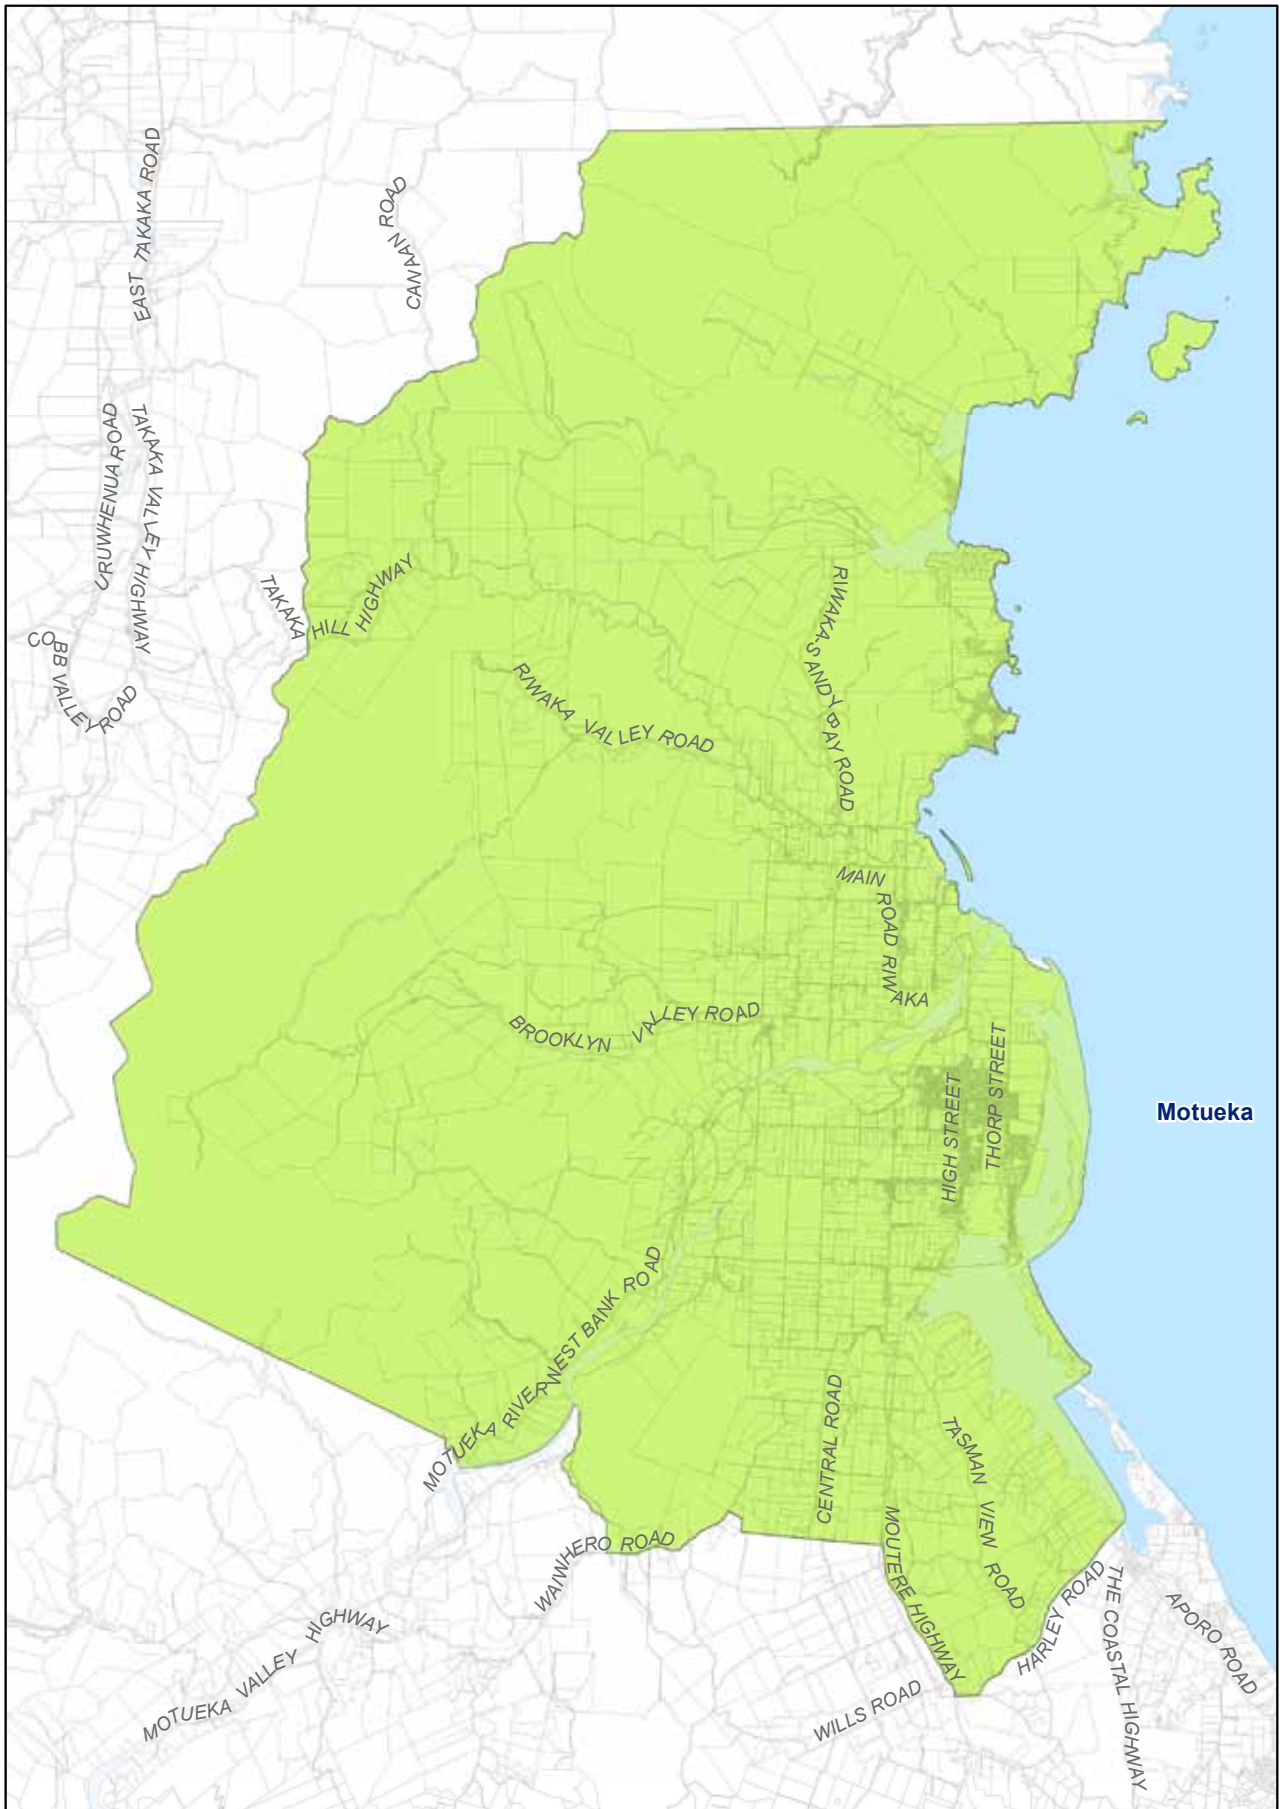 EAST TAKAKA ROAD
CANAAN ROAD
URUWHENUA ROAD
TAKAKA VALLEY HIGHWAY
TAKAKA HILL HIGHWAY
COBB VALLEY ROAD
RIWAKA-SANDY BAY ROAD
RIWAKA VALLEY ROAD
MAIN ROAD RIWAKA
BROOKLYN VALLEY ROAD
HIGH STREET
THORP STREET
Motueka
MOTUEKA RIVER WEST BANK ROAD
CENTRAL ROAD
TASMAN VIEW ROAD
WAIWHERO ROAD
MOUTERE HIGHWAY
HARLEY ROAD
THE COASTAL HIGHWAY
APORO ROAD
MOTUEKA VALLEY HIGHWAY
WILLS ROAD